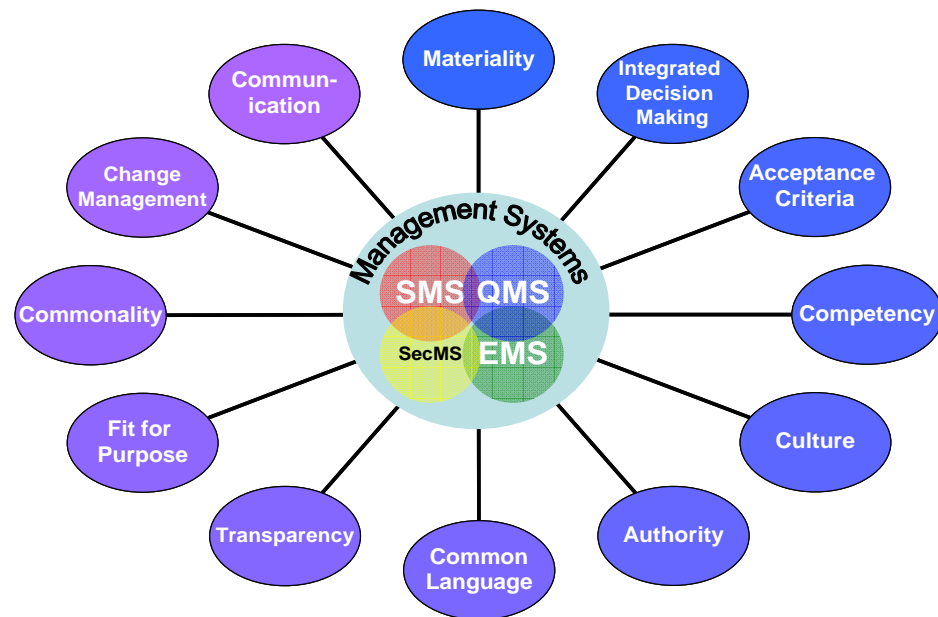 Materiality
Integrated
Decision
Making
Acceptance
Criteria
Competency
Culture
Authority
Common
Language
Transparency
Fit for
Purpose
Commonality
Change
Management
Commun-
ication
Management Systems
SMS QMS
SecMS EMS